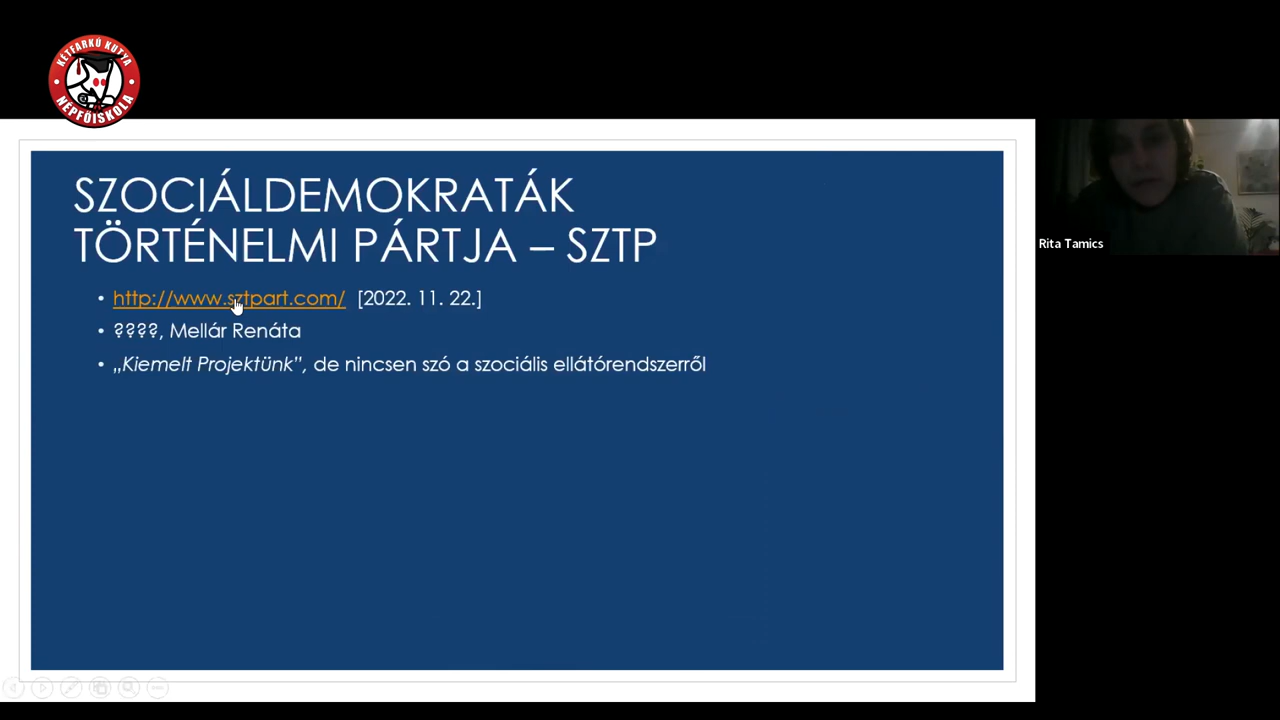 KÉTFARKÚ KUTYA
NÉPFŐISKOLA
SZOCIÁLDEMOKRATÁK
TÖRTÉNELMI PÁRTJA – SZTP
• http://www.sztpart.com/ [2022. 11. 22.]
• ????, Mellár Renáta
• „Kiemelt Projektünk”, de nincsen szó a szociális ellátórendszerről
Rita Tamics